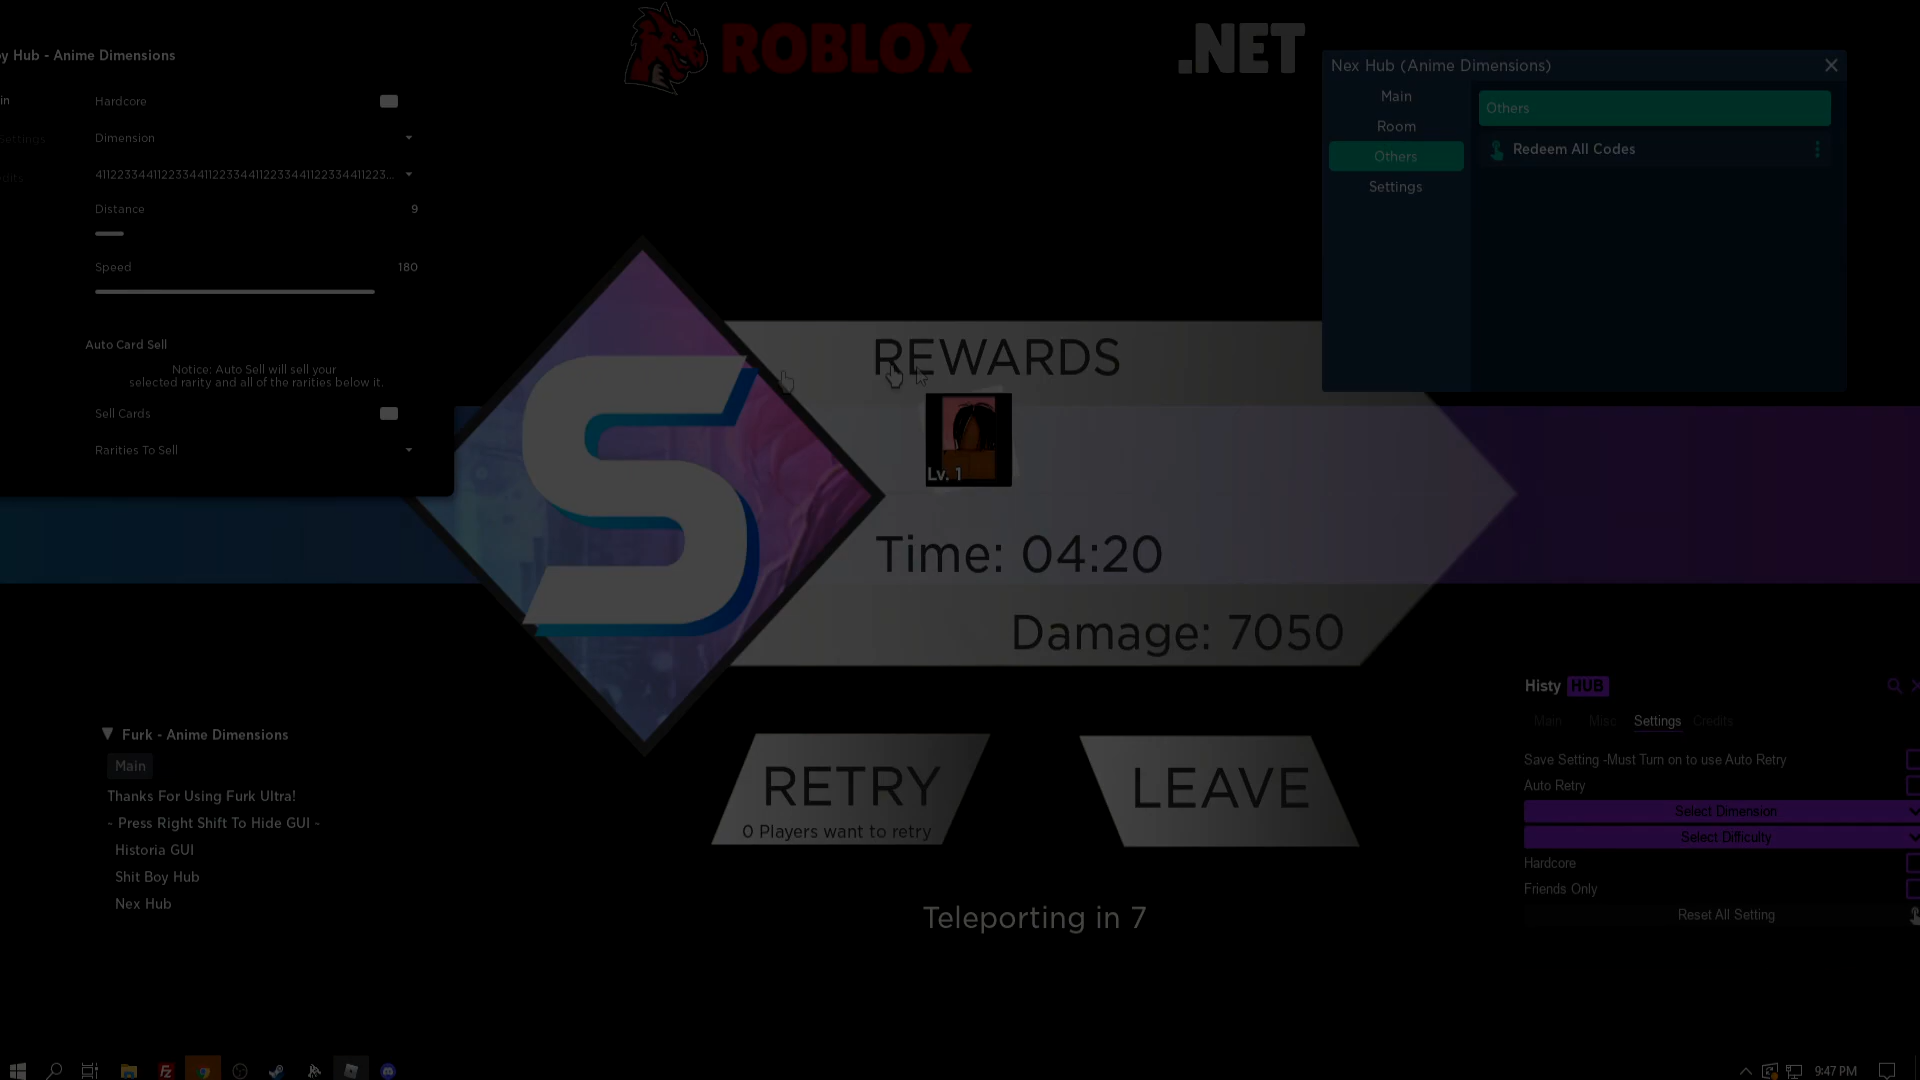 ROBLOX .NET
y Hub - Anime Dimensions
in
Settings
dits
Hardcore
Dimension
4112233441122334411223344112233441122334411223...
Distance 9
Speed 180
Auto Card Sell
Notice: Auto Sell will sell your
selected rarity and all of the rarities below it.
Sell Cards
Rarities To Sell
Nex Hub (Anime Dimensions)
Main
Room
Others
Settings
Others
Redeem All Codes
S
REWARDS
Lv. 1
Time: 04:20
Damage: 7050
RETRY
0 Players want to retry
LEAVE
Teleporting in 7
Furk - Anime Dimensions
Main
Thanks For Using Furk Ultra!
~ Press Right Shift To Hide GUI ~
Historia GUI
Shit Boy Hub
Nex Hub
Histy HUB
Main Misc Settings Credits
Save Setting -Must Turn on to use Auto Retry
Auto Retry
Select Dimension
Select Difficulty
Hardcore
Friends Only
Reset All Setting
Fz
9:47 PM